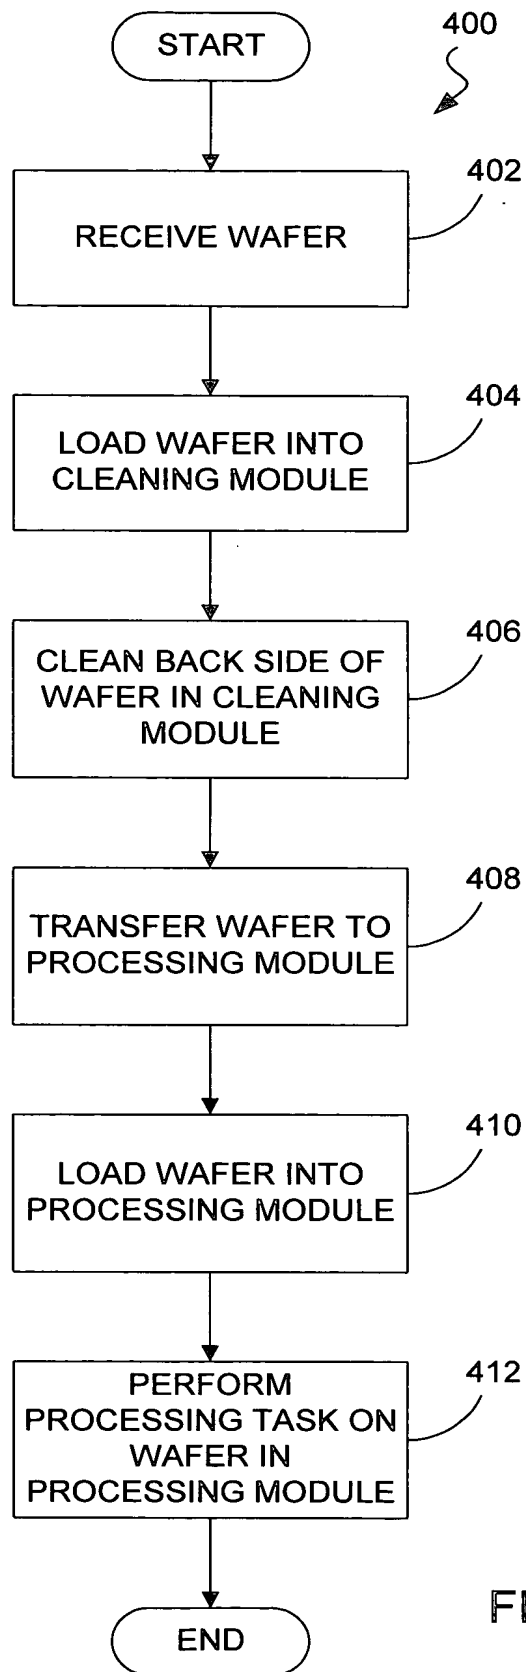 START
400
402
RECEIVE WAFER
404
LOAD WAFER INTO
CLEANING MODULE
406
CLEAN BACK SIDE OF
WAFER IN CLEANING
MODULE
408
TRANSFER WAFER TO
PROCESSING MODULE
410
LOAD WAFER INTO
PROCESSING MODULE
412
PERFORM
PROCESSING TASK ON
WAFER IN
PROCESSING MODULE
END